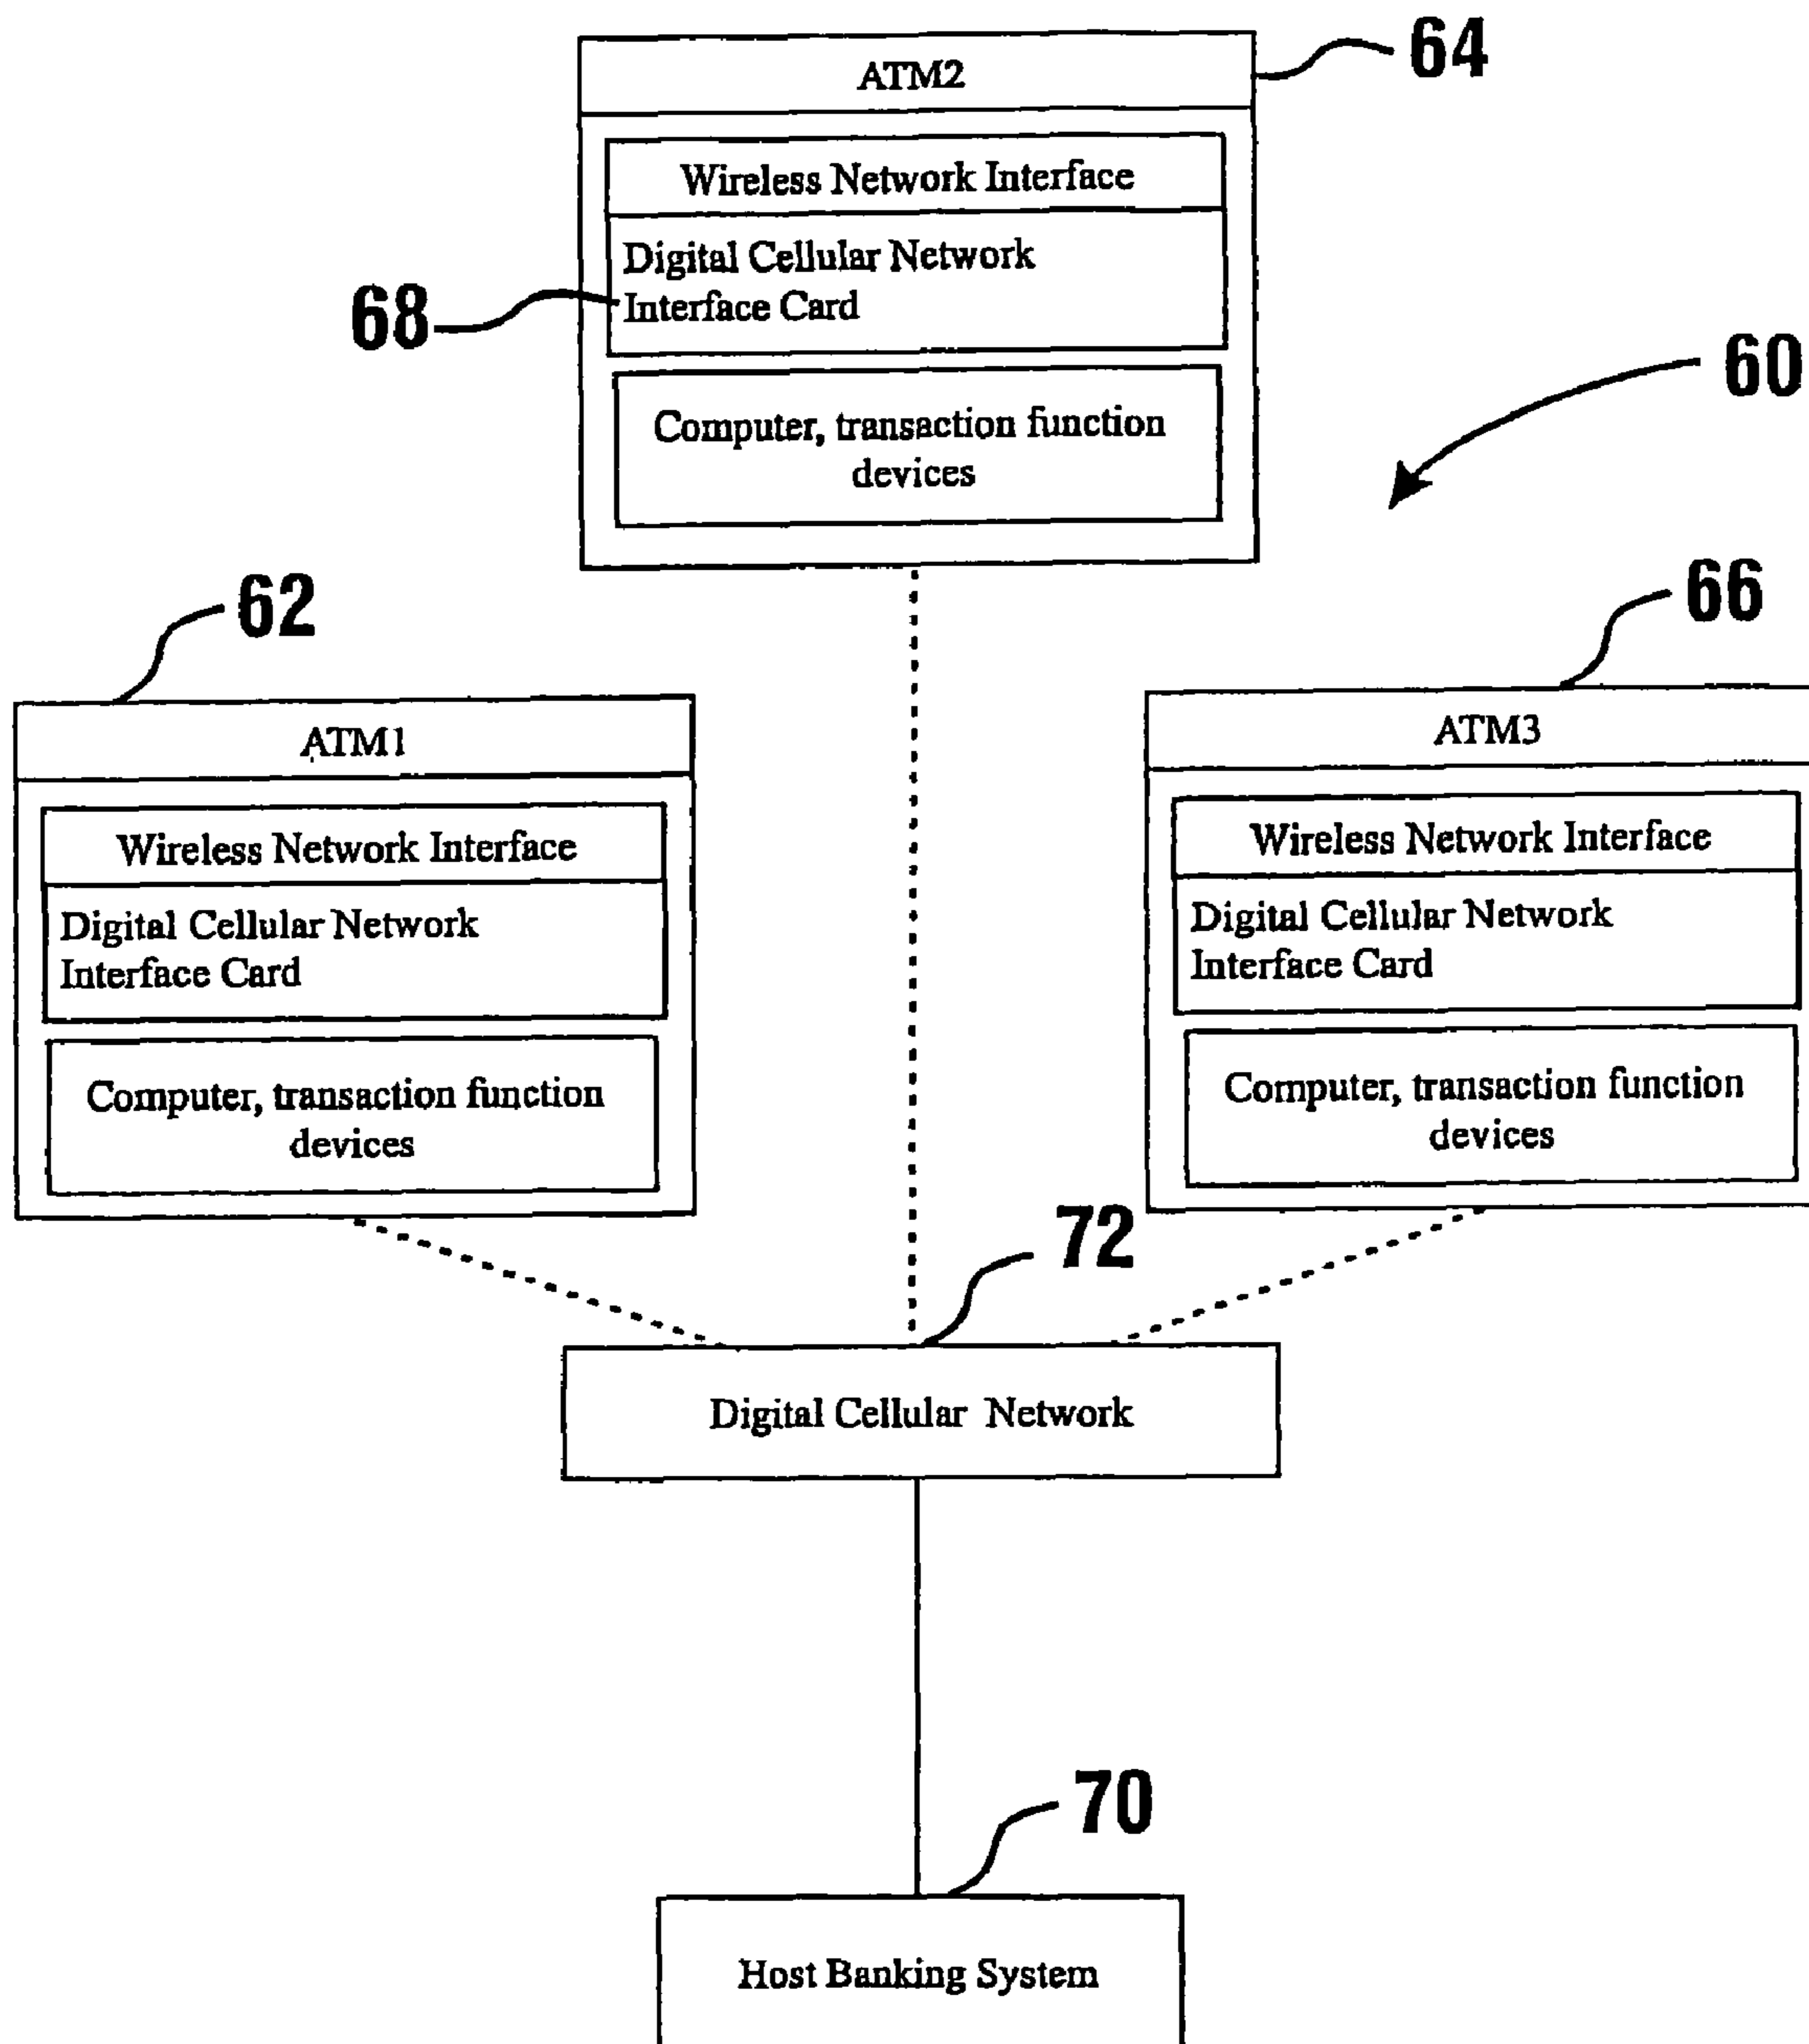 64
ATM2
Wireless Network Interface
Digital Cellular Network
Interface Card
68
60
Computer, transaction function
devices
62
66
ATM1
Wireless Network Interface
Digital Cellular Network
Interface Card
Computer, transaction function
devices
ATM3
Wireless Network Interface
Digital Cellular Network
Interface Card
Computer, transaction function
devices
72
Digital Cellular Network
70
Host Banking System